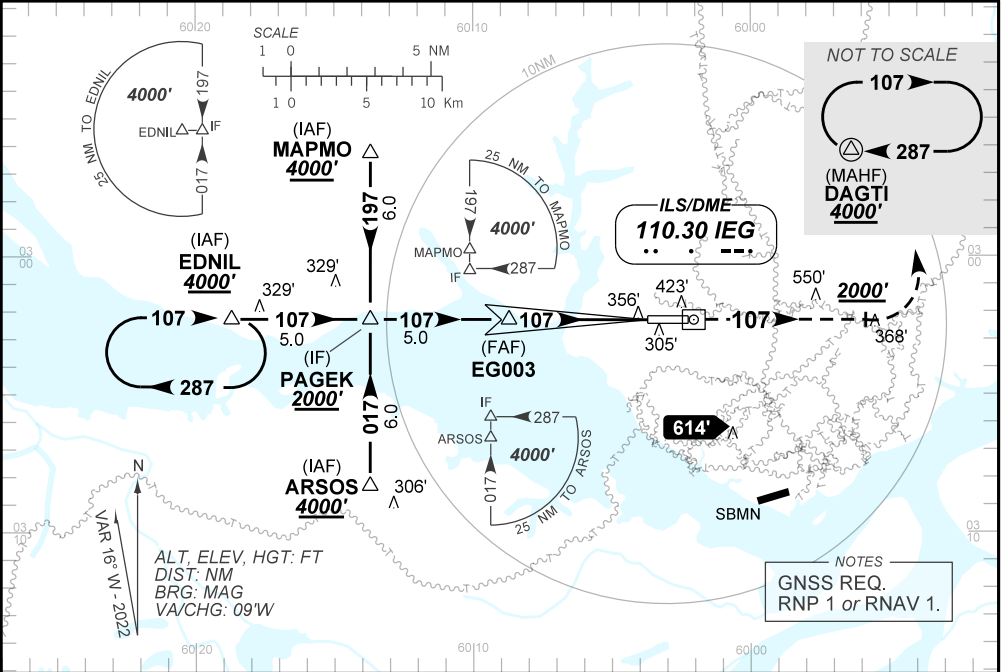 60 20
60 10
60 00
SCALE
1 0 5 NM
1 0 5 10 Km
10NM
NOT TO SCALE
107
287
(MAHF)
DAGTI
4000'
25 NM TO EDNIL
4000'
197
EDNIL
IF
017
(IAF)
MAPMO
4000'
197
6.0
25 NM TO MAPMO
197
4000'
MAPMO
IF
287
ILS/DME
110.30 IEG
03
00
(IAF)
EDNIL
4000'
329'
329'
107
107
5.0
107
5.0
107
287
(IF)
PAGEK
2000'
(FAF)
EG003
356'
423'
305'
107
550'
2000'
368'
017
6.0
(IAF)
ARSOS
4000'
306'
IF
287
ARSOS
4000'
017
25 NM TO ARSOS
614'
SBMN
N
VAR 16° W - 2022
ALT, ELEV, HGT: FT
DIST: NM
BRG: MAG
VA/CHG: 09'W
03
10
NOTES
GNSS REQ.
RNP 1 or RNAV 1.
60 20
60 10
60 00